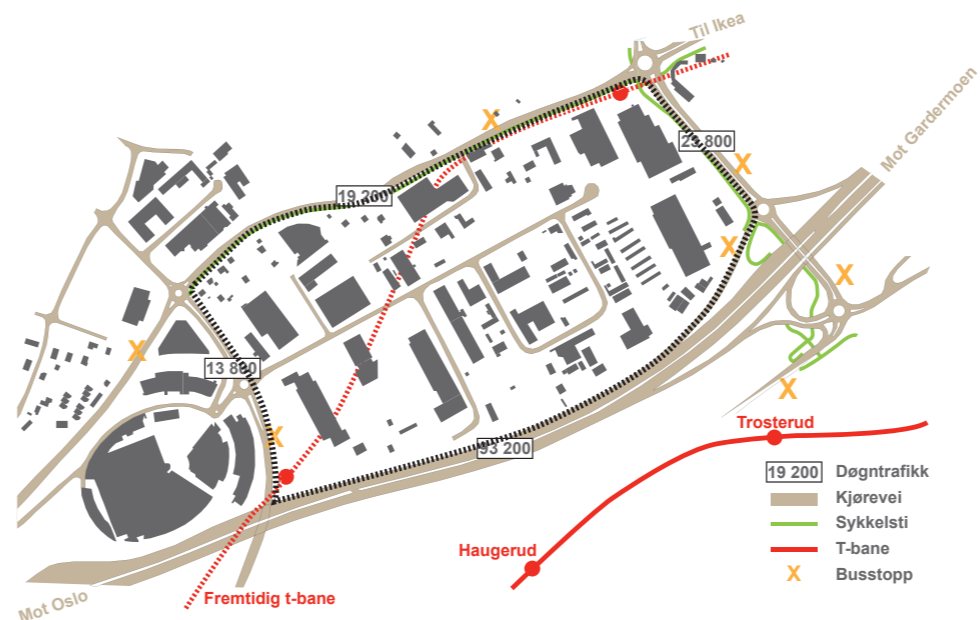 Til Ikea
Mot Gardermoen
23 800
19 200
13 800
93 200
Trosterud
Haugerud
Fremtidig t-bane
Mot Oslo
19 200 Døgntrafikk
Kjørevei
Sykkelsti
T-bane
X Busstopp